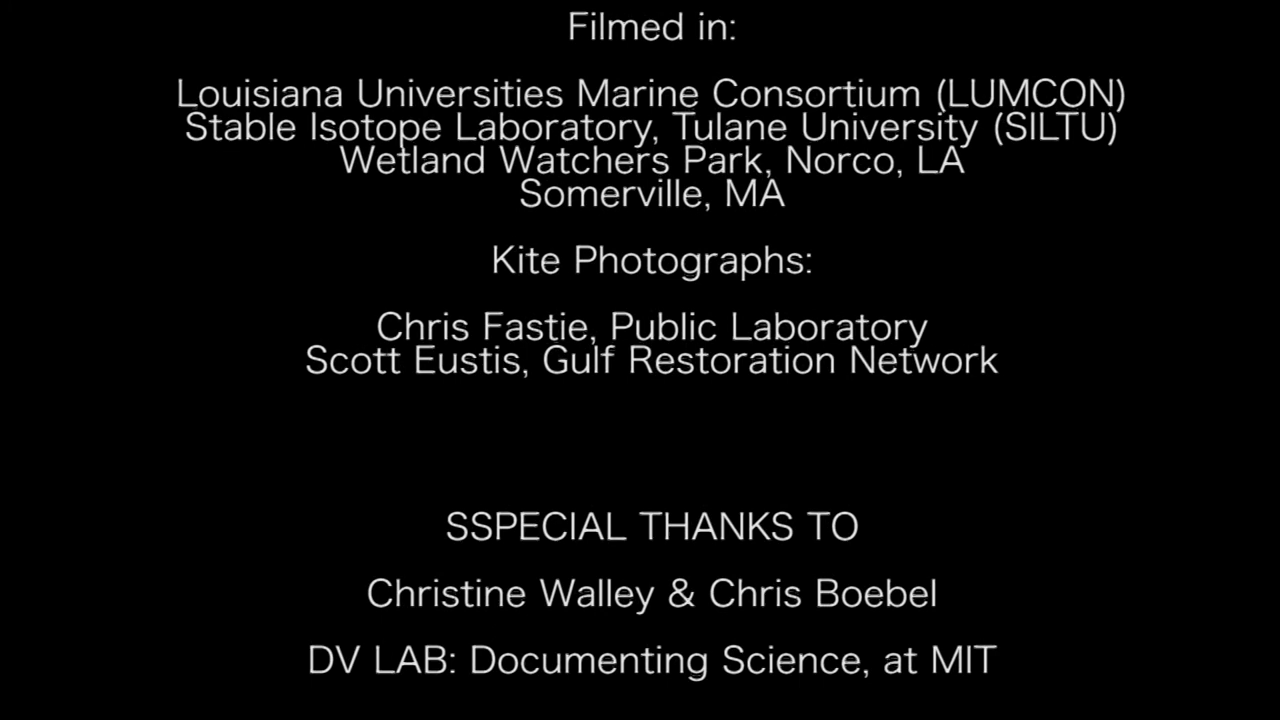 Filmed in:
Louisiana Universities Marine Consortium (LUMCON)
Stable Isotope Laboratory, Tulane University (SILTU)
Wetland Watchers Park, Norco, LA
Somerville, MA
Kite Photographs:
Chris Fastie, Public Laboratory
Scott Eustis, Gulf Restoration Network
SSPECIAL THANKS TO
Christine Walley & Chris Boebel
DV LAB: Documenting Science, at MIT